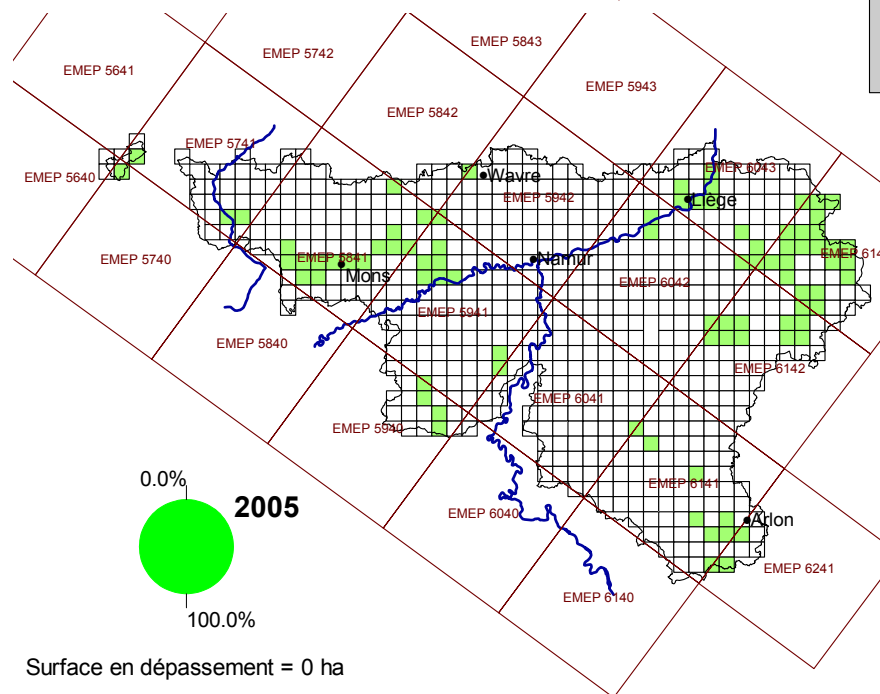 EMEP 5843
EMEP 5742
EMEP 5641
EMEP 5943
EMEP 5842
EMEP 5741
EMEP 6043
EMEP 5640
Wavre
EMEP 5942
Liège
EMEP 5740
EMEP 5841
Namur
EMEP 614
Mons
EMEP 6042
EMEP 5941
EMEP 5840
EMEP 6142
EMEP 6041
EMEP 5940
0.0%
EMEP 6141
2005
EMEP 6040
Arlon
EMEP 6241
EMEP 6140
100.0%
Surface en dépassement = 0 ha